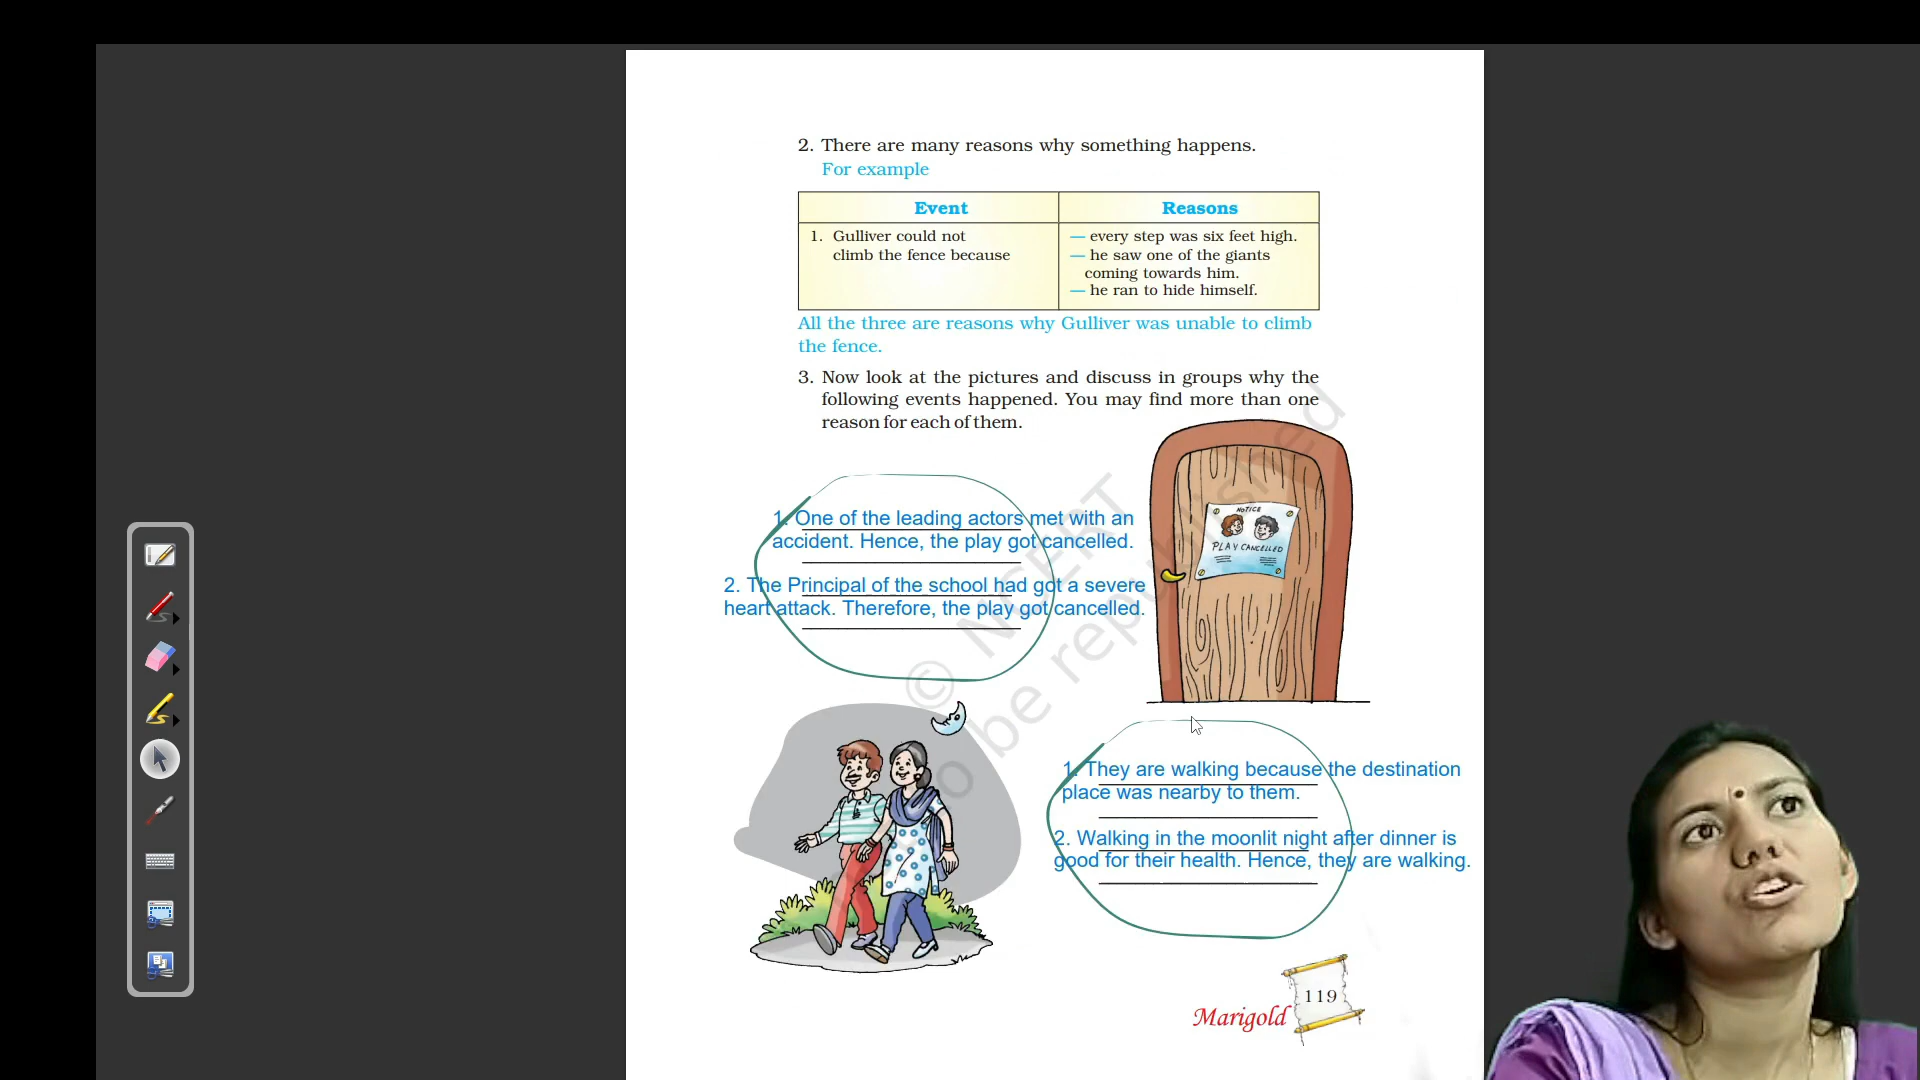 2. There are many reasons why something happens.
For example
Event
Reasons
1. Gulliver could not
climb the fence because
— every step was six feet high.
— he saw one of the giants
coming towards him.
— he ran to hide himself.
All the three are reasons why Gulliver was unable to climb
the fence.
3. Now look at the pictures and discuss in groups why the
following events happened. You may find more than one
reason for each of them.
NOTICE
PLAY CANCELLED
1. One of the leading actors met with an
accident. Hence, the play got cancelled.
2. The Principal of the school had got a severe
heart attack. Therefore, the play got cancelled.
1. They are walking because the destination
place was nearby to them.
2. Walking in the moonlit night after dinner is
good for their health. Hence, they are walking.
© NCERT
be republished
Marigold
119